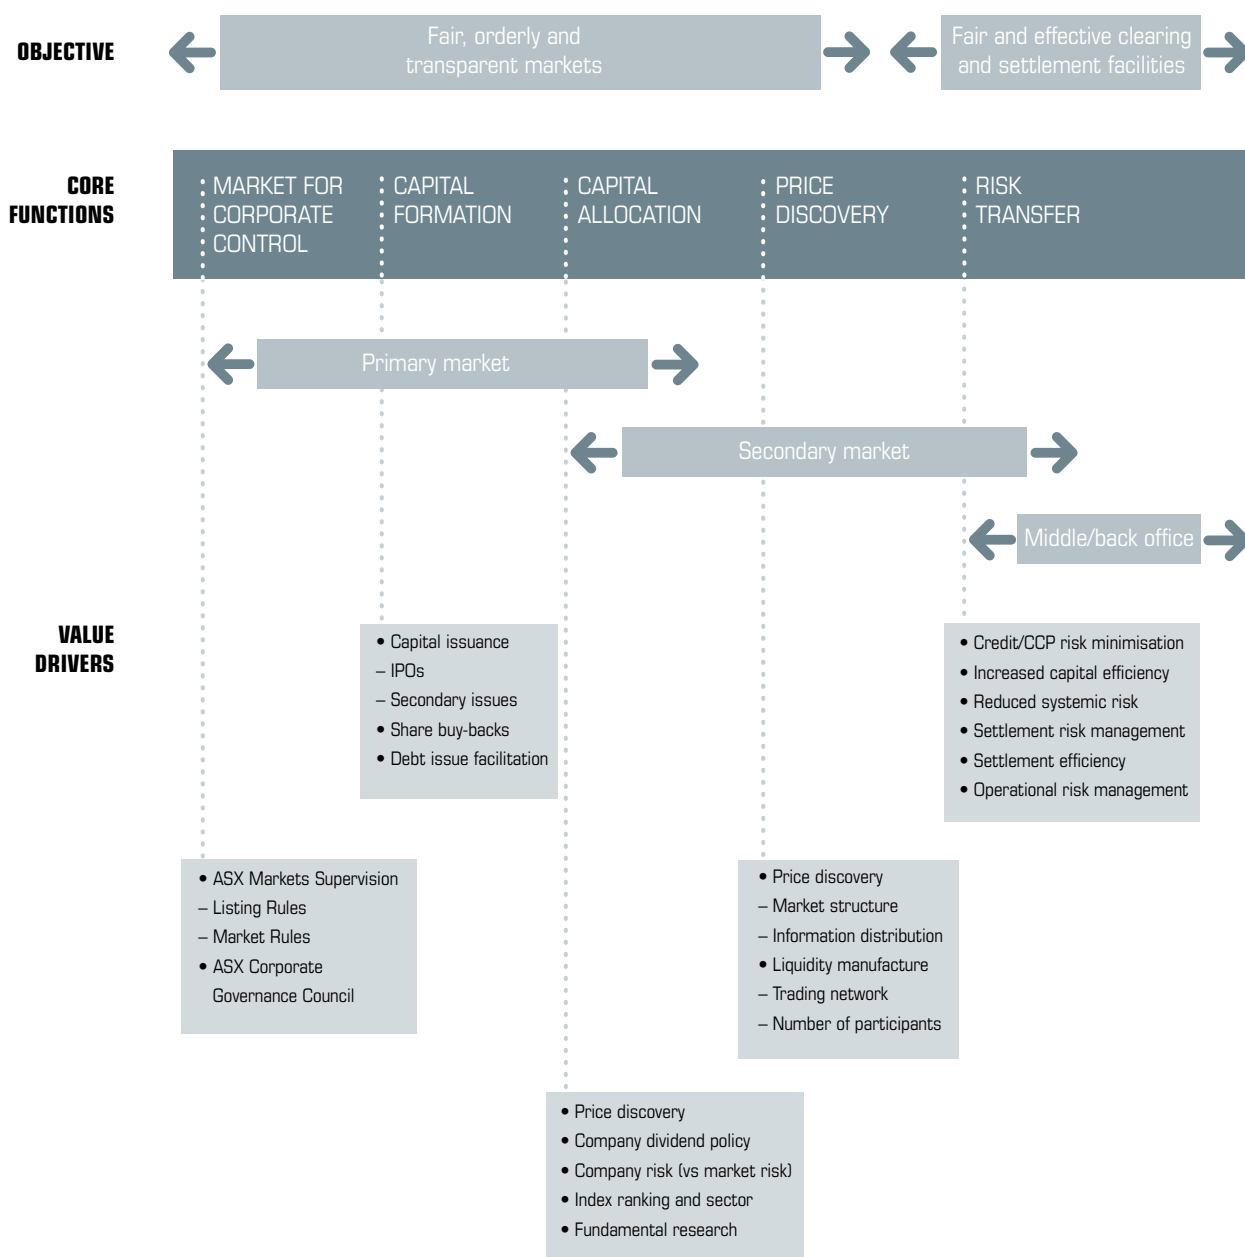 OBJECTIVE
Fair, orderly and
transparent markets
Fair and effective clearing
and settlement facilities
CORE
FUNCTIONS
MARKET FOR
CORPORATE
CONTROL
CAPITAL
FORMATION
CAPITAL
ALLOCATION
PRICE
DISCOVERY
RISK
TRANSFER
Primary market
Secondary market
Middle/back office
VALUE
DRIVERS
• Capital issuance
– IPOs
– Secondary issues
• Share buy-backs
• Debt issue facilitation
• Credit/CCP risk minimisation
• Increased capital efficiency
• Reduced systemic risk
• Settlement risk management
• Settlement efficiency
• Operational risk management
• ASX Markets Supervision
– Listing Rules
– Market Rules
• ASX Corporate
Governance Council
• Price discovery
– Market structure
– Information distribution
• Liquidity manufacture
– Trading network
– Number of participants
• Price discovery
• Company dividend policy
• Company risk (vs market risk)
• Index ranking and sector
• Fundamental research